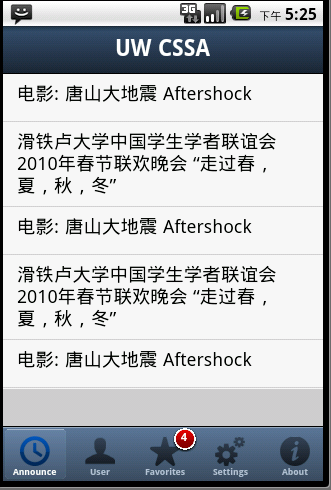 3G 下午 5:25
UW CSSA
电影: 唐山大地震 Aftershock
滑铁卢大学中国学生学者联谊会
2010年春节联欢晚会 “走过春，
夏，秋，冬”
电影: 唐山大地震 Aftershock
滑铁卢大学中国学生学者联谊会
2010年春节联欢晚会 “走过春，
夏，秋，冬”
电影: 唐山大地震 Aftershock
4
Announce User Favorites Settings About